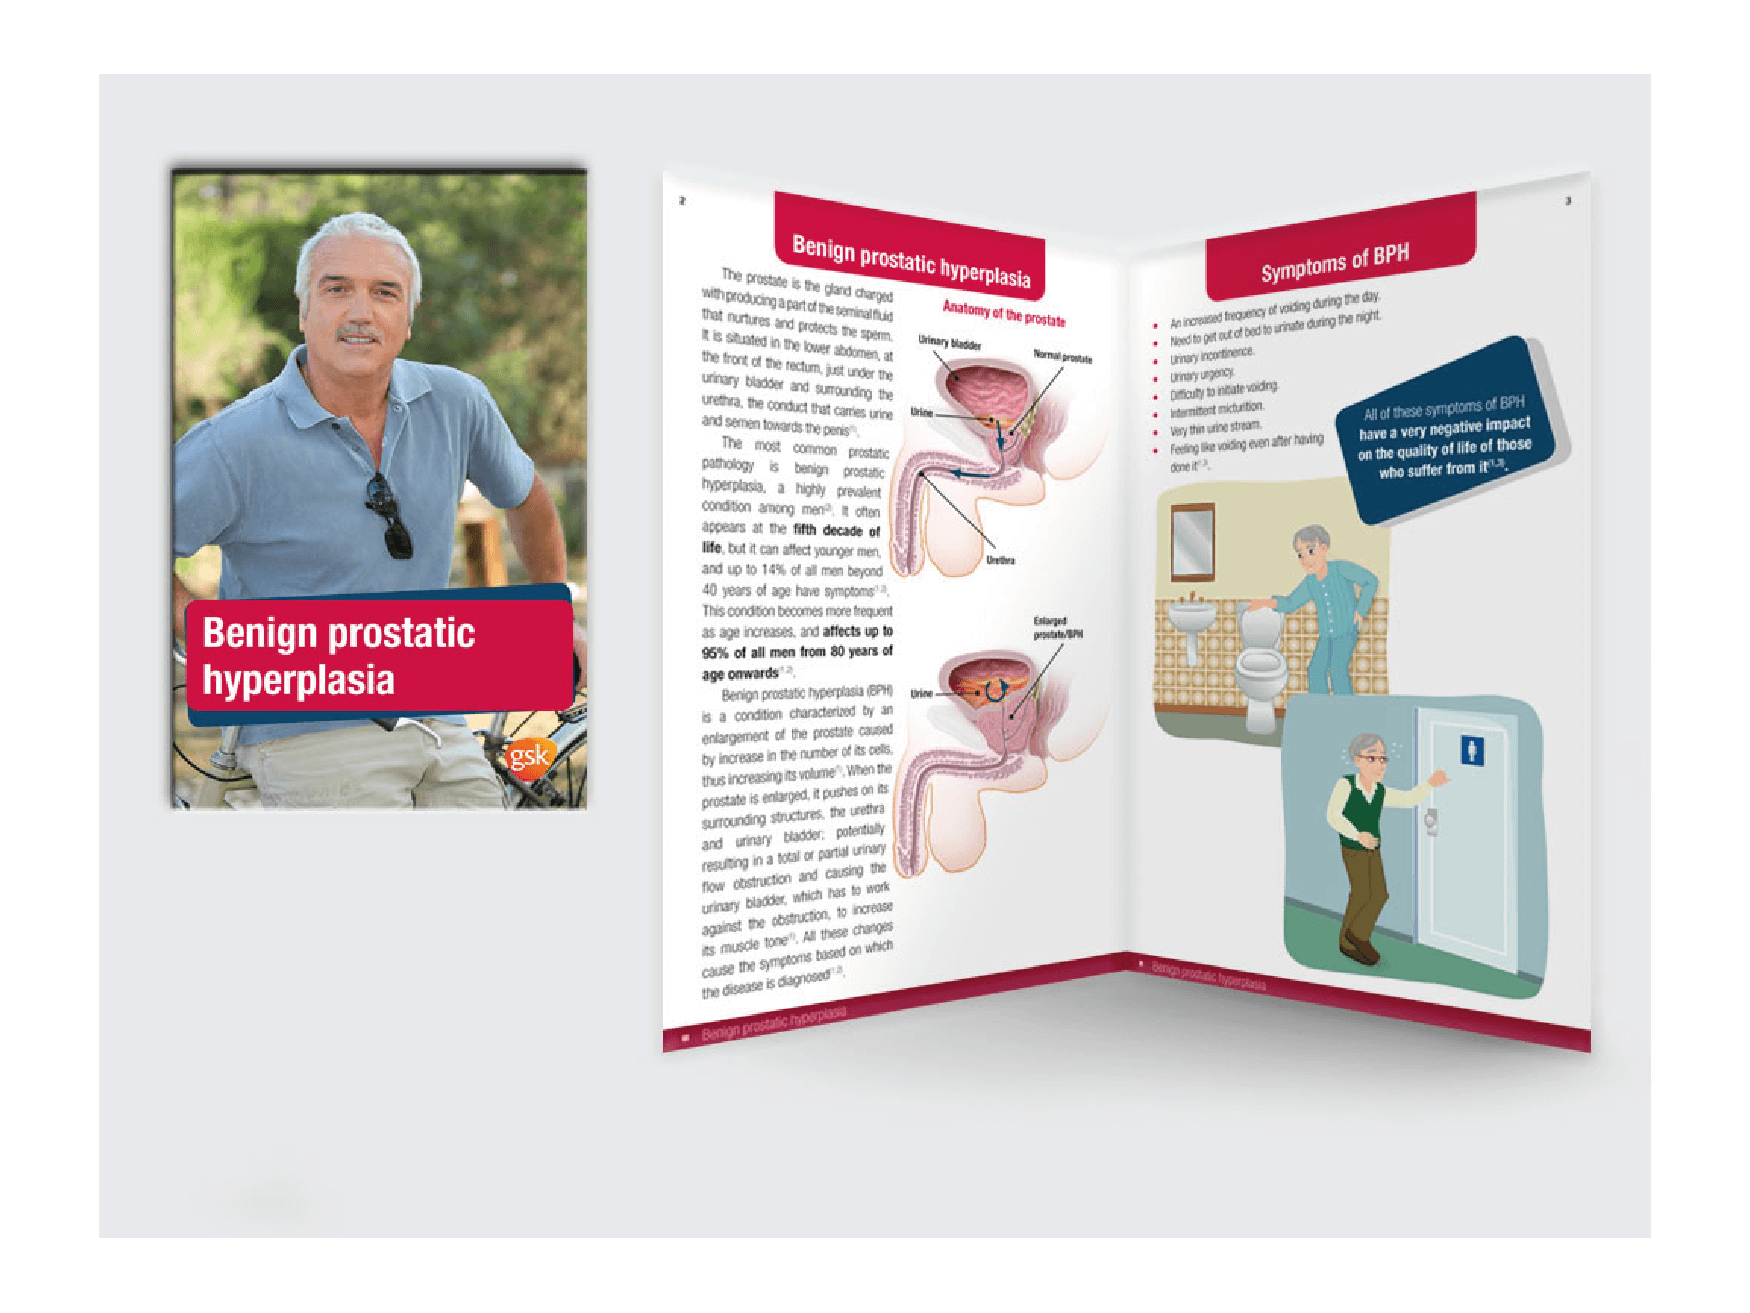 Benign prostatic
hyperplasia
gsk
2
Benign prostatic hyperplasia
The prostate is the gland charged
with producing a part of the seminal fluid
that nurtures and protects the sperm.
It is situated in the lower abdomen, at
the front of the rectum, just under the
urinary bladder and surrounding the
urethra, the conduct that carries urine
and semen towards the penis(1).
The most common prostatic
pathology is benign prostatic
hyperplasia, a highly prevalent
condition among men(2). It often
appears at the fifth decade of
life, but it can affect younger men,
and up to 14% of all men beyond
40 years of age have symptoms(1,2).
This condition becomes more frequent
as age increases, and affects up to
95% of all men from 80 years of
age onwards(1,2).
Benign prostatic hyperplasia (BPH)
is a condition characterized by an
enlargement of the prostate caused
by increase in the number of its cells,
thus increasing its volume(1). When the
prostate is enlarged, it pushes on its
surrounding structures, the urethra
and urinary bladder; potentially
resulting in a total or partial urinary
flow obstruction and causing the
urinary bladder, which has to work
against the obstruction, to increase
its muscle tone(1). All these changes
cause the symptoms based on which
the disease is diagnosed(1,2).
Anatomy of the prostate
Urinary bladder
Normal prostate
Urine
Urethra
Enlarged
prostate/BPH
Urine
Benign prostatic hyperplasia
3
Symptoms of BPH
• An increased frequency of voiding during the day.
• Need to get out of bed to urinate during the night.
• Urinary incontinence.
• Urinary urgency.
• Difficulty to initiate voiding.
• Intermittent micturition.
• Very thin urine stream.
• Feeling like voiding even after having
done it(1,3).
All of these symptoms of BPH
have a very negative impact
on the quality of life of those
who suffer from it(1,3).
Benign prostatic hyperplasia